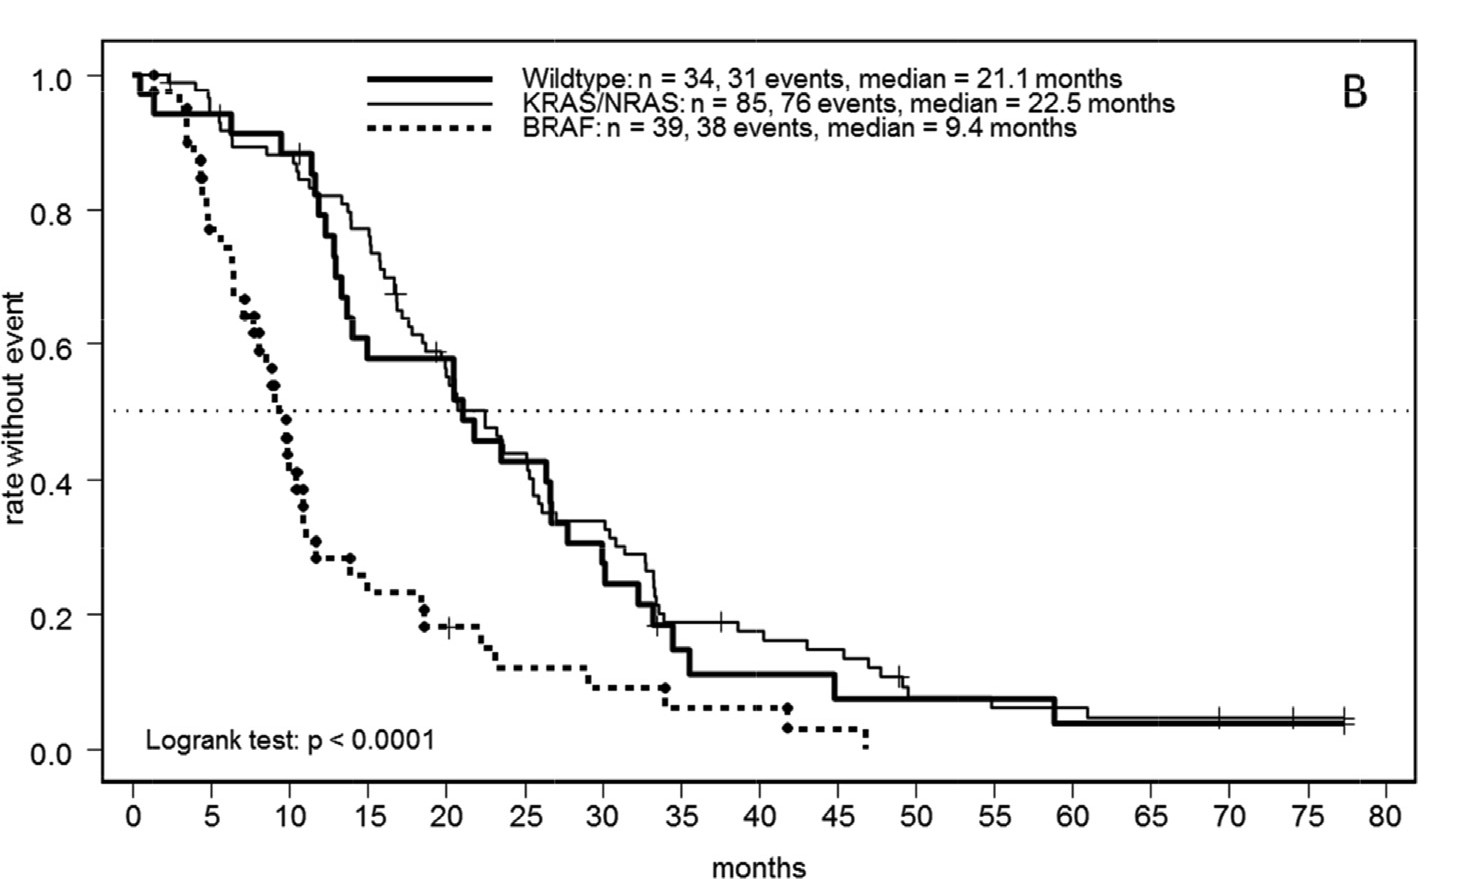 B
Wildtype: n = 34, 31 events, median = 21.1 months
KRAS/NRAS: n = 85, 76 events, median = 22.5 months
BRAF: n = 39, 38 events, median = 9.4 months
rate without event
1.0
0.8
0.6
0.4
0.2
0.0
Logrank test: p < 0.0001
0 5 10 15 20 25 30 35 40 45 50 55 60 65 70 75 80
months